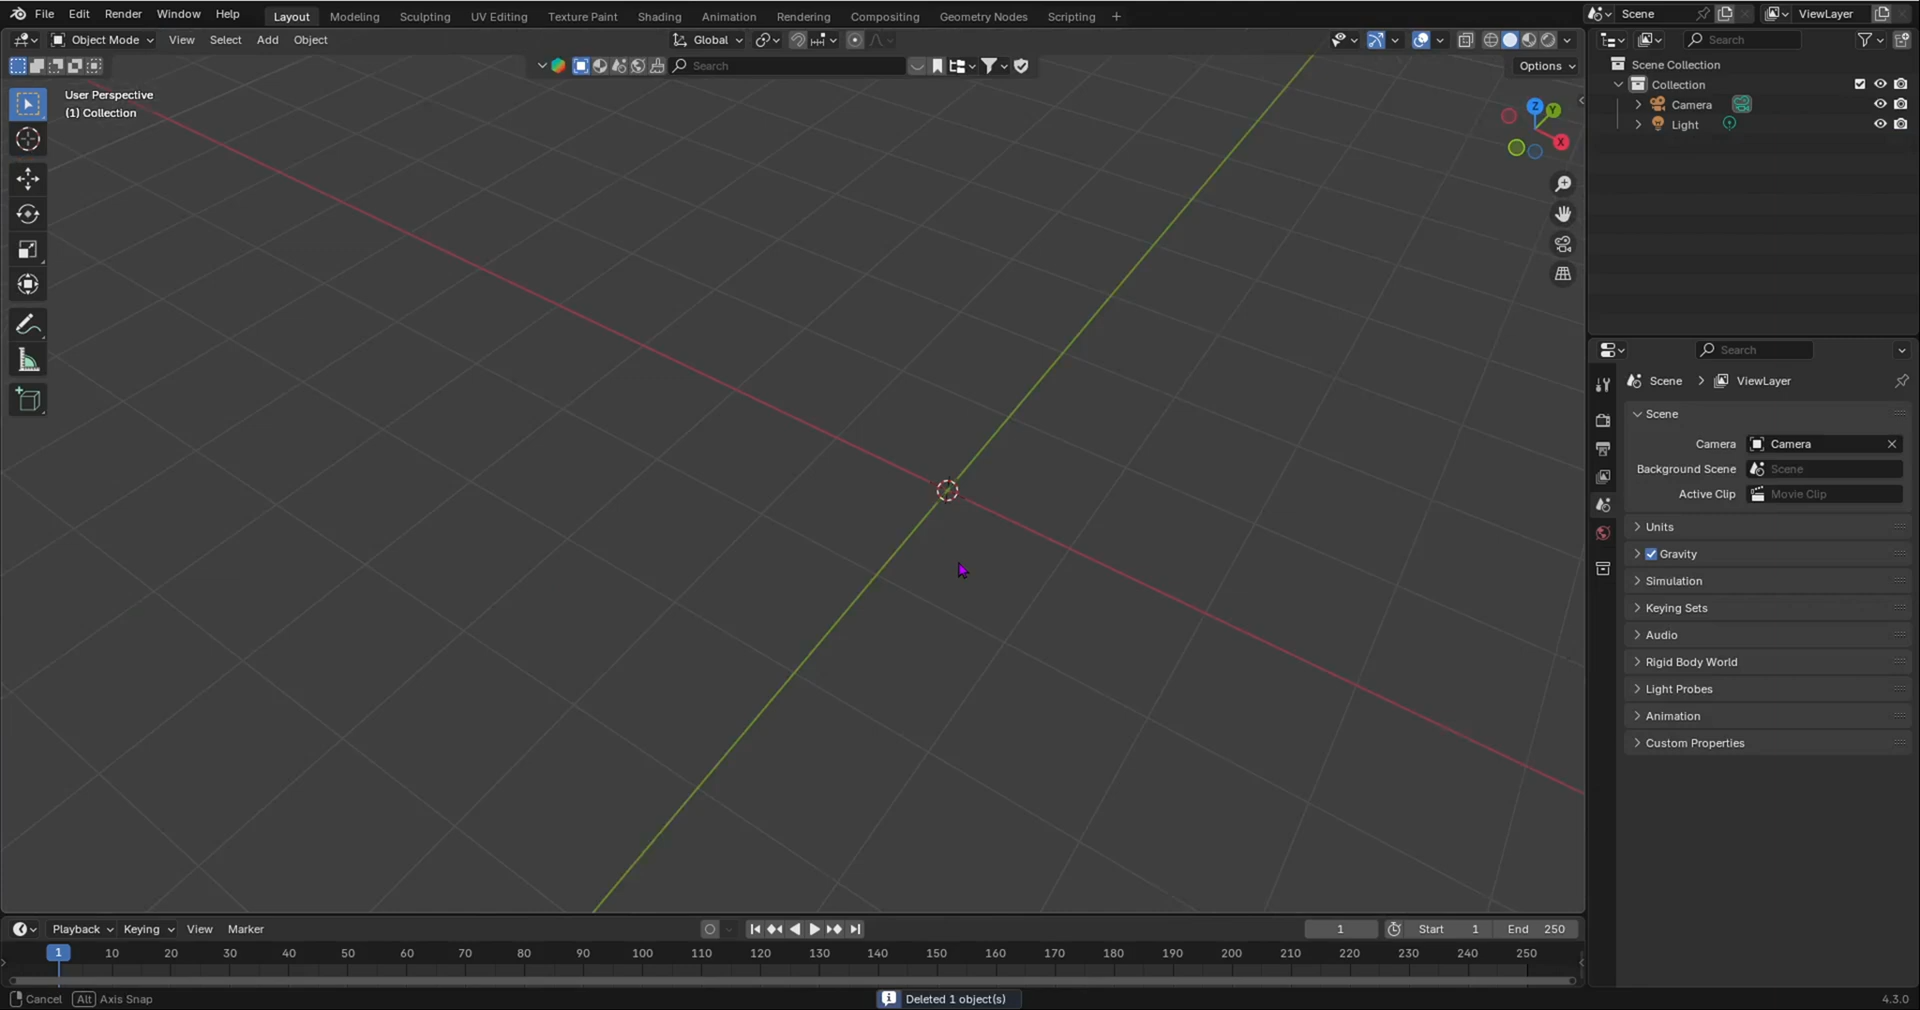 File Edit Render Window Help Layout Modeling Sculpting UV Editing Texture Paint Shading Animation Rendering Compositing Geometry Nodes Scripting + Scene ViewLayer
Object Mode View Select Add Object Global Search
Search Options
User Perspective
(1) Collection
Z Y X
Scene Collection
Collection
Camera
Light
Search
Scene ViewLayer
Scene
Camera Camera
Background Scene Scene
Active Clip Movie Clip
Units
Gravity
Simulation
Keying Sets
Audio
Rigid Body World
Light Probes
Animation
Custom Properties
Playback Keying View Marker 1 Start 1 End 250
1 10 20 30 40 50 60 70 80 90 100 110 120 130 140 150 160 170 180 190 200 210 220 230 240 250
Cancel Alt Axis Snap Deleted 1 object(s) 4.3.0